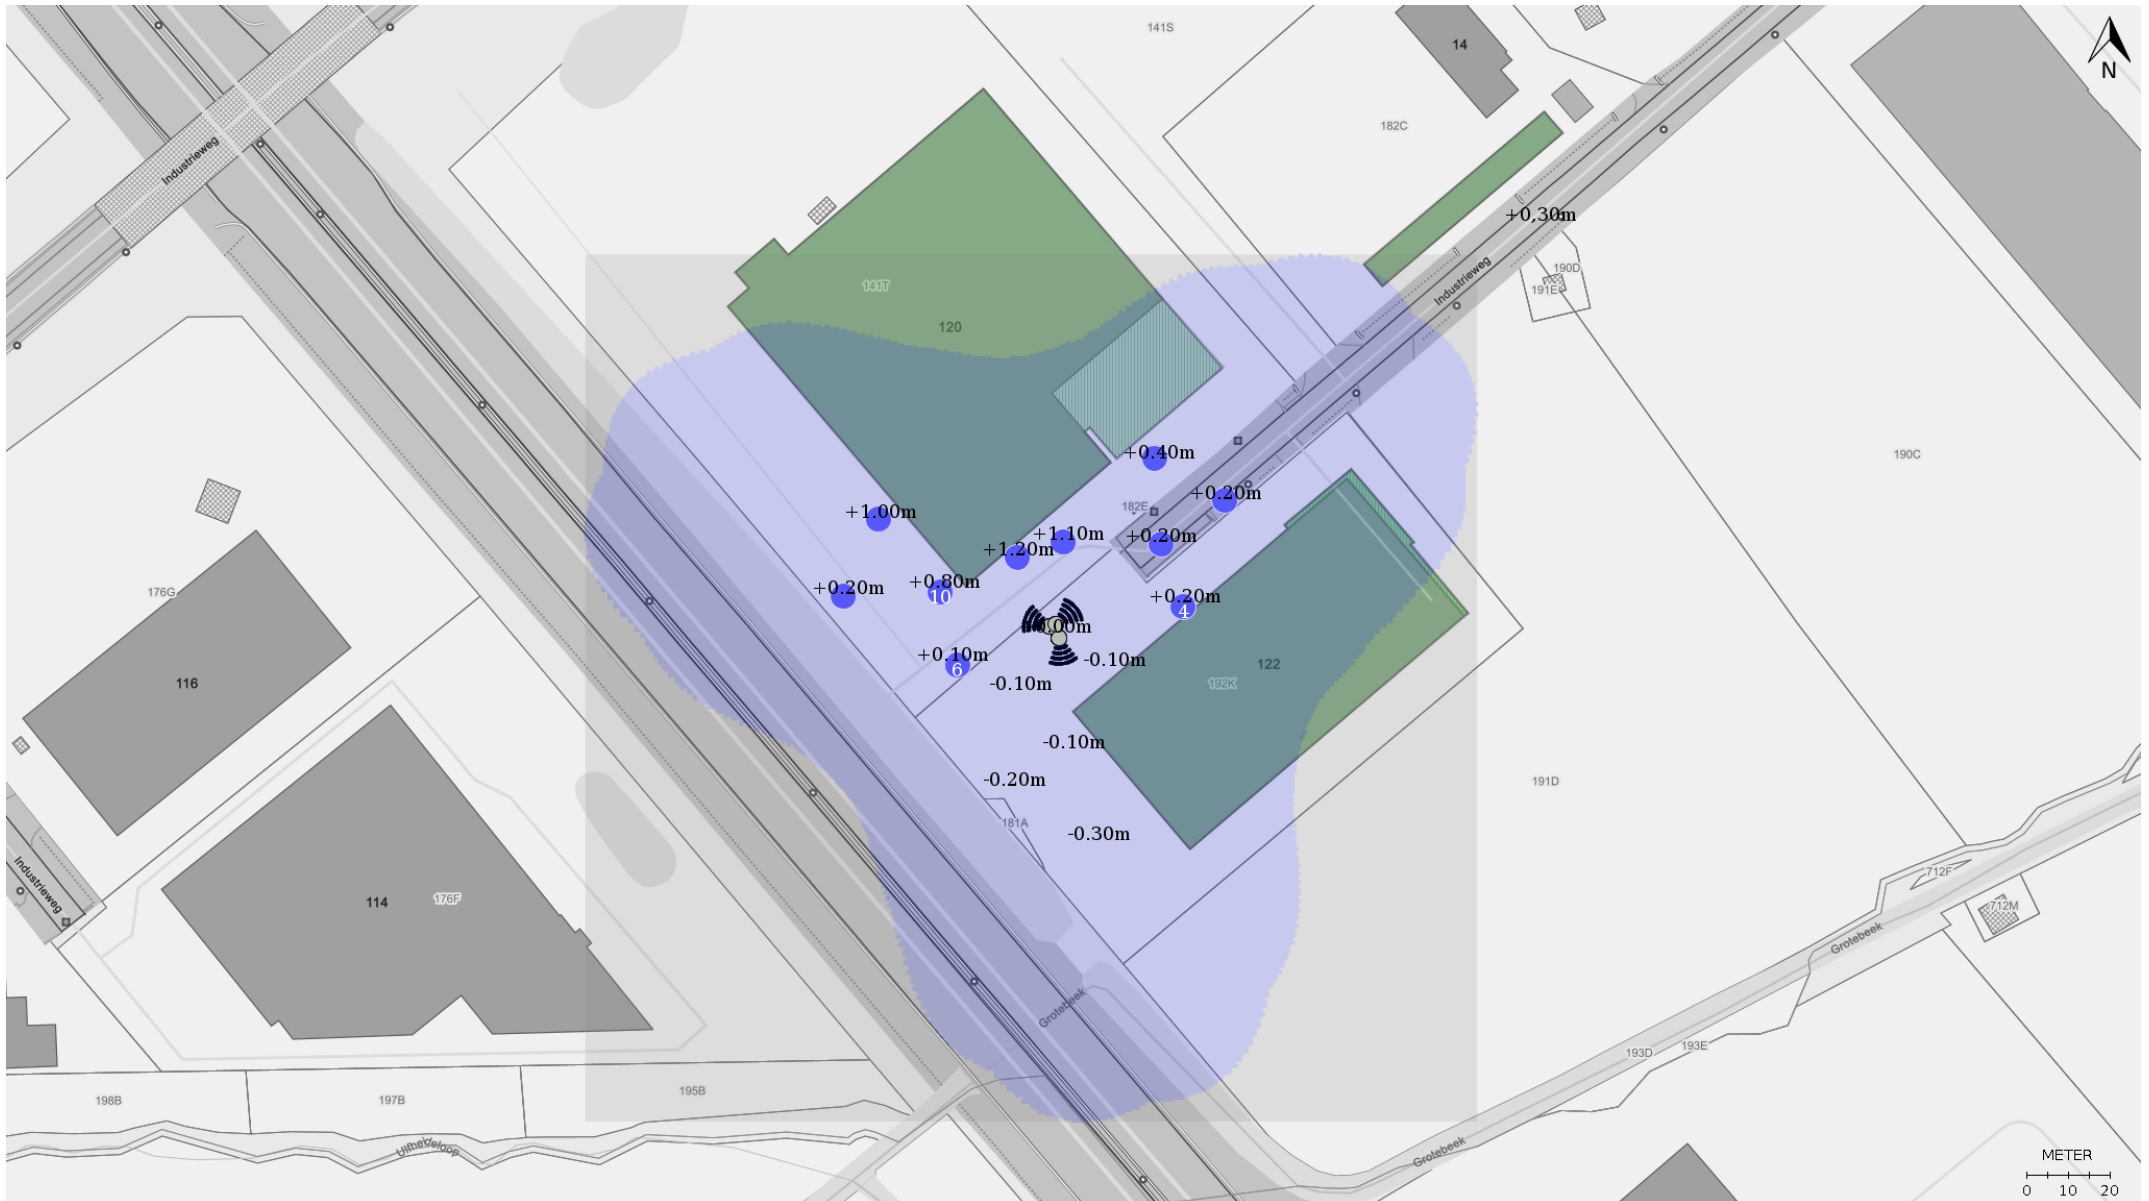 141S
14
N
182C
Industrieweg
+0,30m
190D
191E
Industrieweg
141T
120
+0.40m
190C
+0.20m
182E
+1.00m
+1.10m
+0.20m
+1.20m
176G
+0.20m
+0.80m
10
+0.20m
4
+0.10m
6
-0.10m
-0.10m
122
192K
116
-0.10m
-0.20m
191D
181A
-0.30m
Industrieweg
114
176F
712F
712M
Grotebeek
Grotebeek
193D
193E
195B
198B
197B
Grotebeek
METER
0 10 20